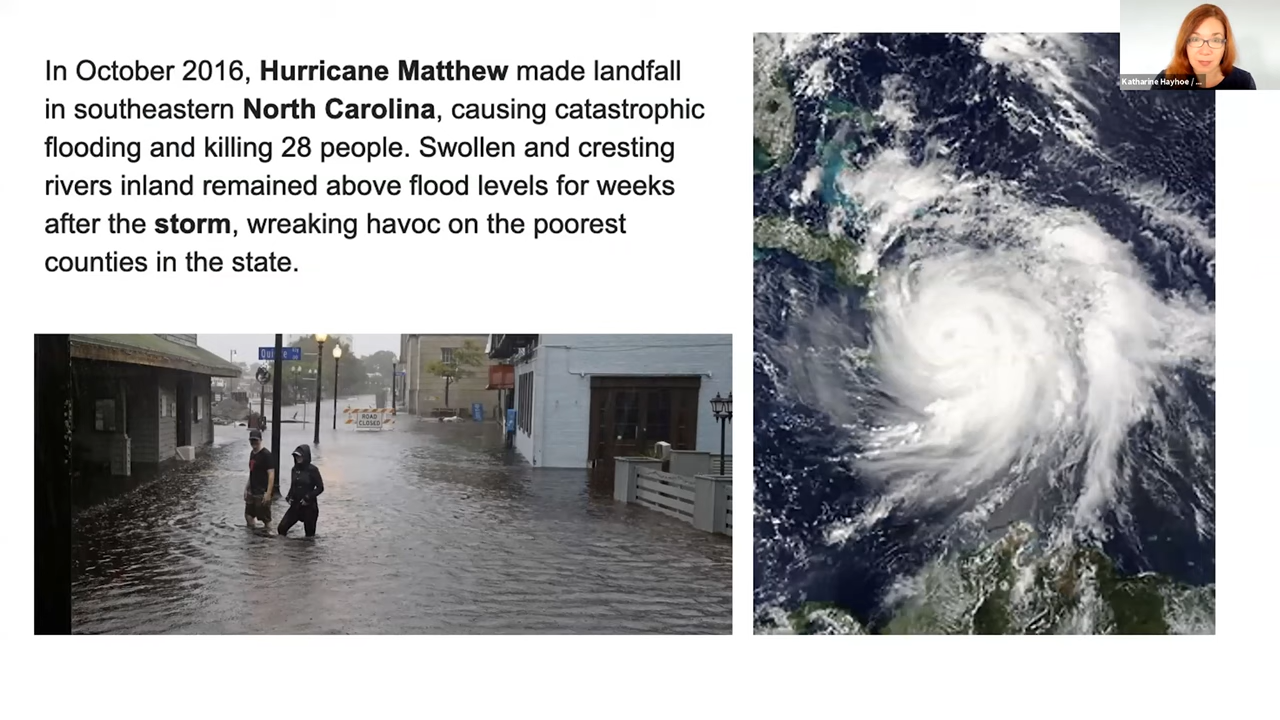 In October 2016, Hurricane Matthew made landfall
in southeastern North Carolina, causing catastrophic
flooding and killing 28 people. Swollen and cresting
rivers inland remained above flood levels for weeks
after the storm, wreaking havoc on the poorest
counties in the state.
Katharine Hayhoe / ...
ROAD
CLOSED